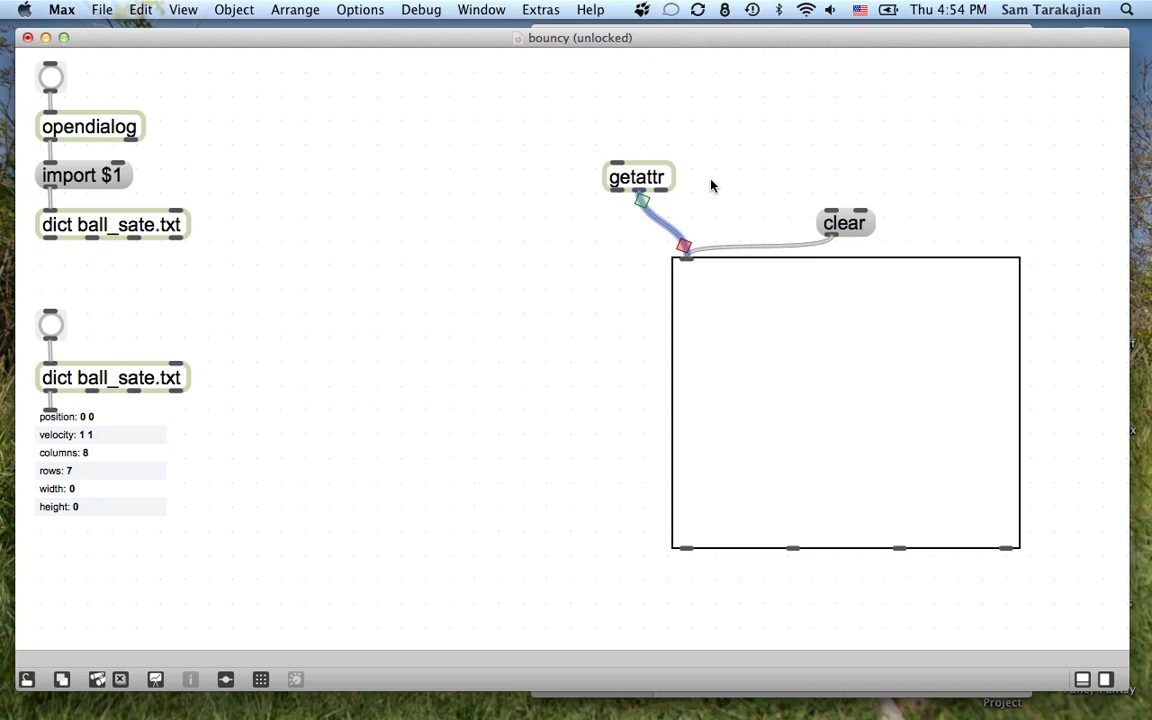 Max File Edit View Object Arrange Options Debug Window Extras Help Thu 4:54 PM Sam Tarakajian
bouncy (unlocked)
opendialog
import $1
dict ball_sate.txt
getattr
clear
dict ball_sate.txt
position: 0 0
velocity: 1 1
columns: 8
rows: 7
width: 0
height: 0
Project